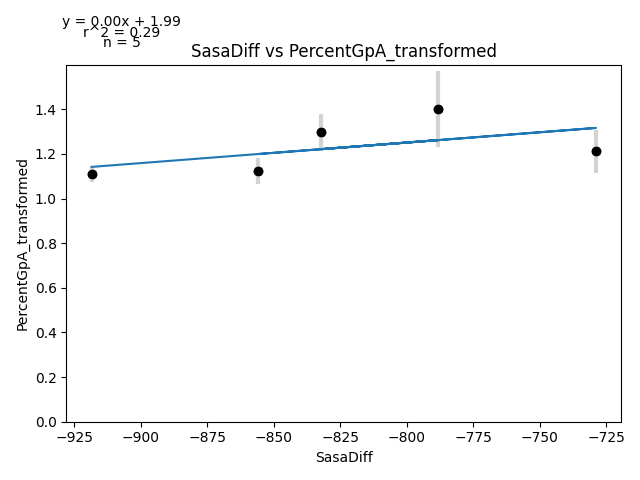 y = 0.00x + 1.99
r^2 = 0.29
n = 5
SasaDiff vs PercentGpA_transformed
PercentGpA_transformed
1.4
1.2
1.0
0.8
0.6
0.4
0.2
0.0
−925 −900 −875 −850 −825 −800 −775 −750 −725
SasaDiff